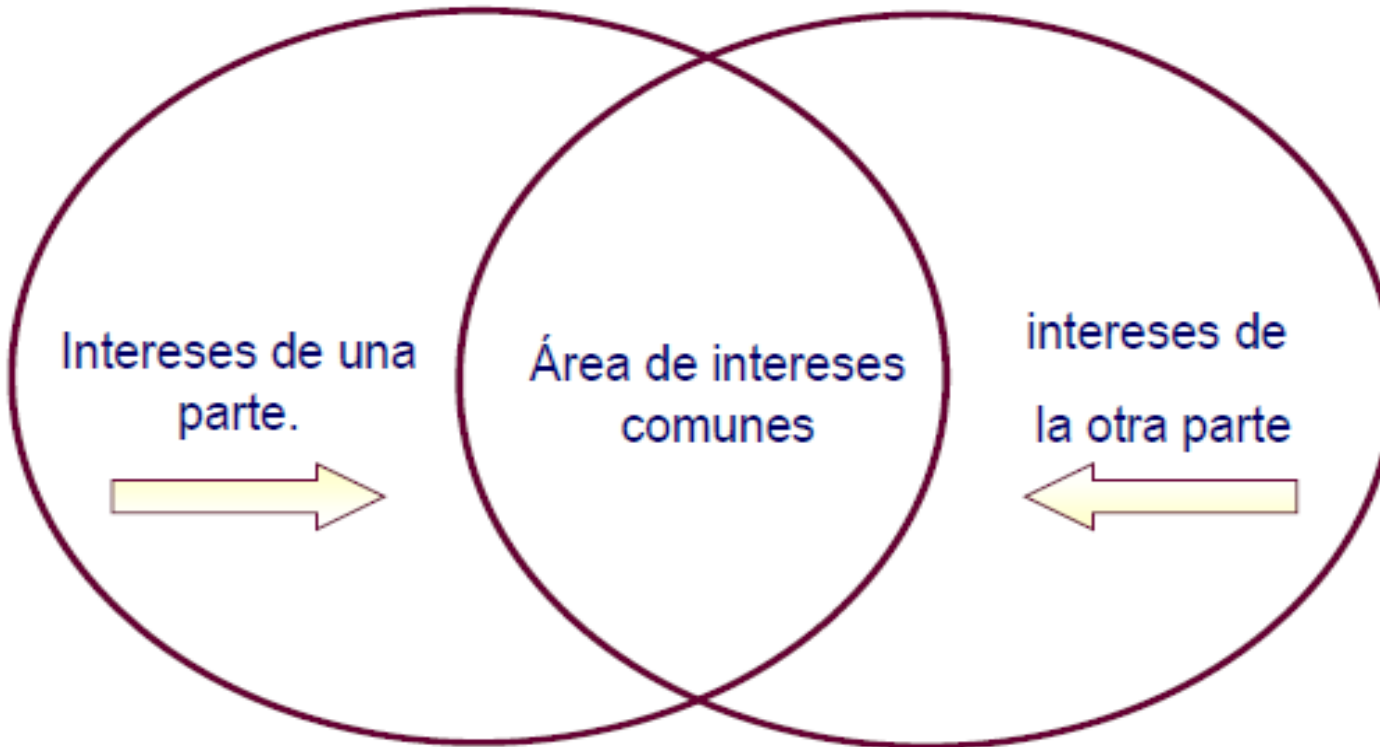 Intereses de una
parte.
Área de intereses
comunes
intereses de
la otra parte